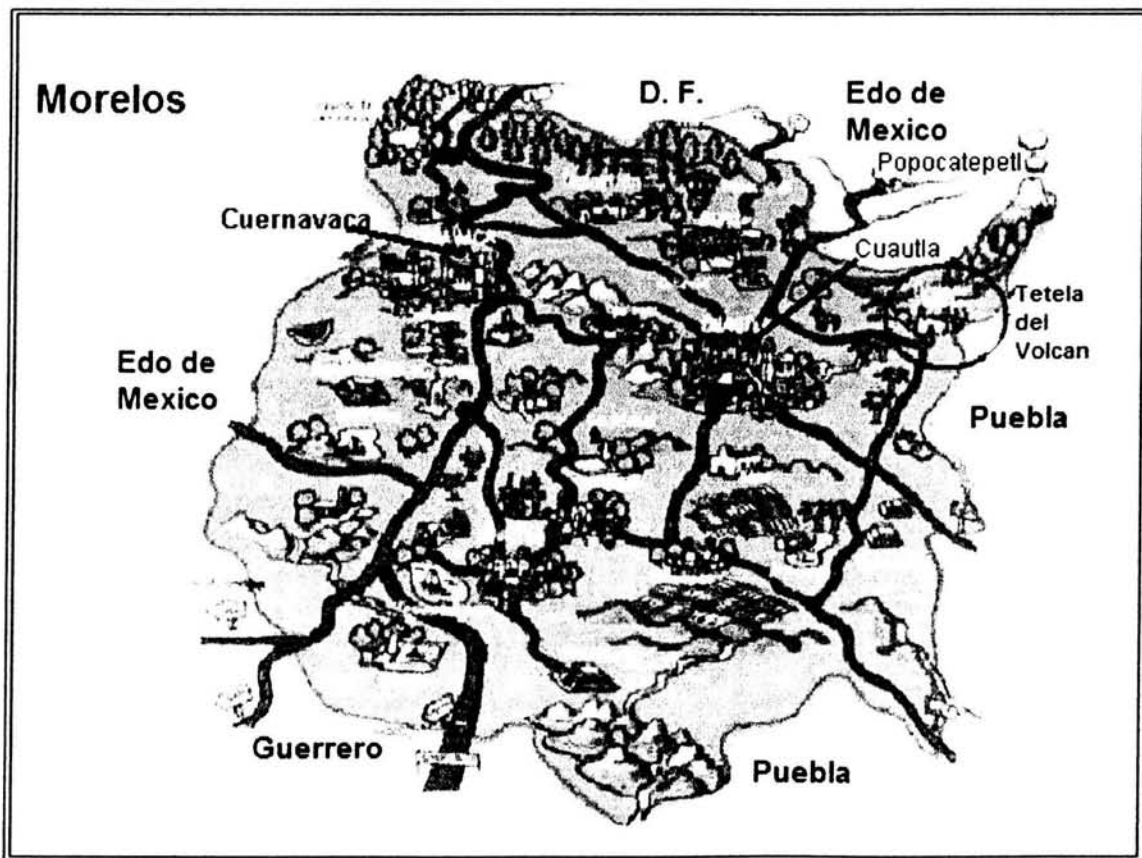 Morelos
D. F.
Edo de
Mexico
Popocatepetl
Cuernavaca
Cuautla
Tetela
del
Volcan
Edo de
Mexico
Puebla
Guerrero
Puebla